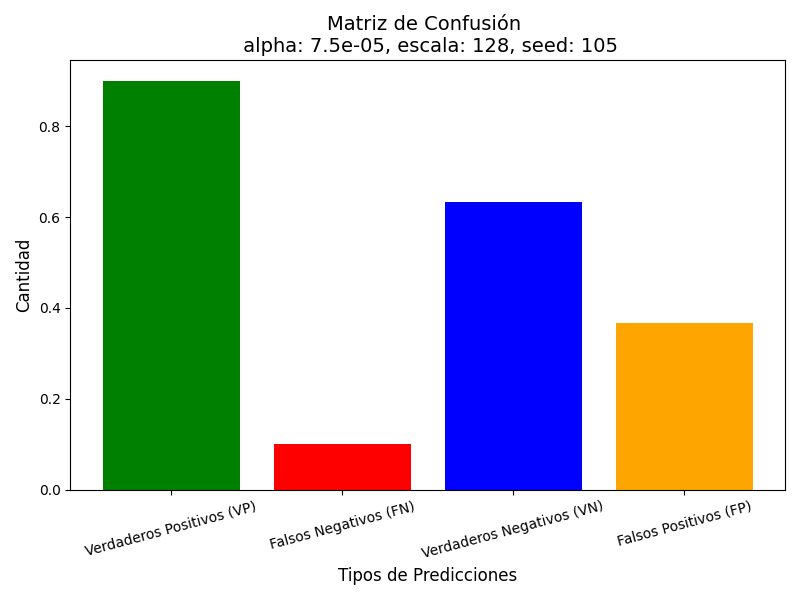 Matriz de Confusión
alpha: 7.5e-05, escala: 128, seed: 105
Cantidad
0.8
0.6
0.4
0.2
0.0
Verdaderos Positivos (VP)
Falsos Negativos (FN)
Verdaderos Negativos (VN)
Falsos Positivos (FP)
Tipos de Predicciones